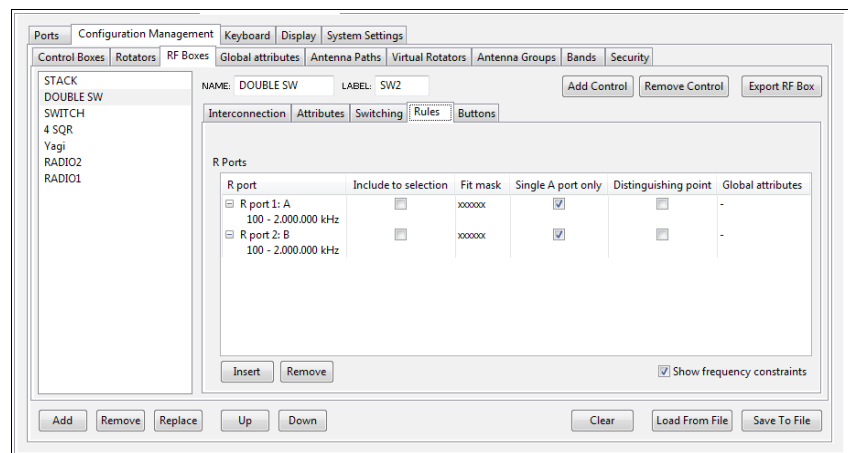 Ports Configuration Management Keyboard Display System Settings
Control Boxes Rotators RF Boxes Global attributes Antenna Paths Virtual Rotators Antenna Groups Bands Security
STACK
DOUBLE SW
SWITCH
4 SQR
Yagi
RADIO2
RADIO1
NAME: DOUBLE SW LABEL: SW2 Add Control Remove Control Export RF Box
Interconnection Attributes Switching Rules Buttons
R Ports
R port Include to selection Fit mask Single A port only Distinguishing point Global attributes
R port 1: A xxxxxx -
100 - 2.000.000 kHz
R port 2: B xxxxxx -
100 - 2.000.000 kHz
Insert Remove Show frequency constraints
Add Remove Replace Up Down Clear Load From File Save To File